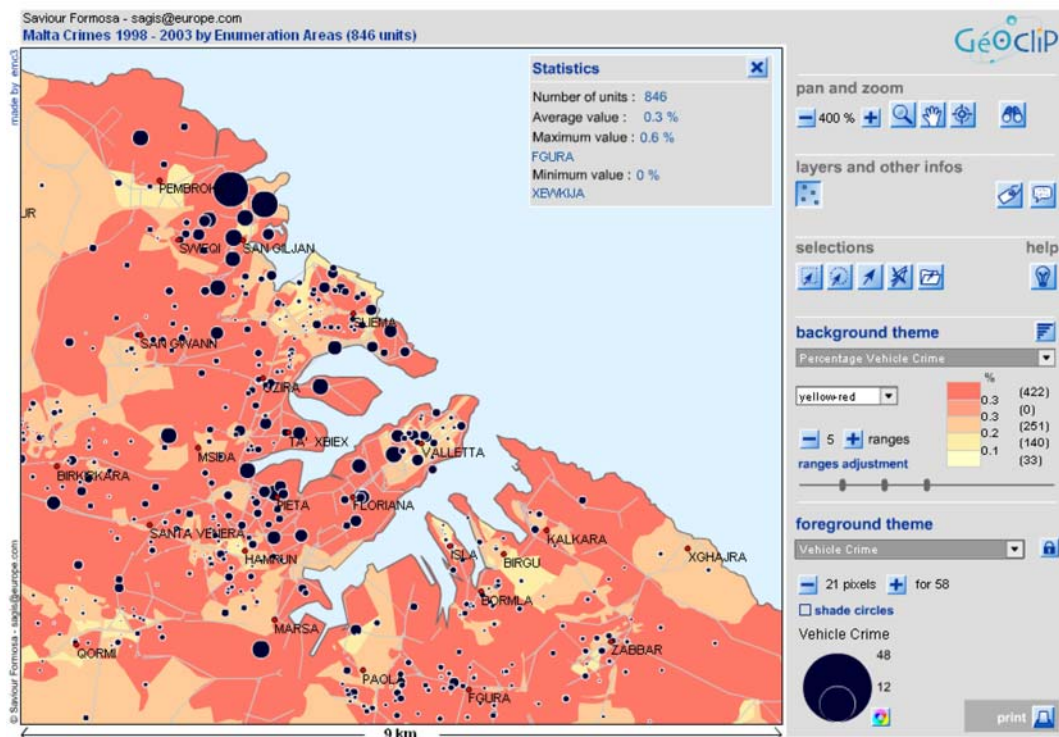 Saviour Formosa - sagis@europe.com
Malta Crimes 1998 - 2003 by Enumeration Areas (846 units)
made by emc3
© Saviour Formosa - sagis@europe.com
Statistics
Number of units : 846
Average value : 0.3 %
Maximum value : 0.6 %
FGURA
Minimum value : 0 %
XEWKIJA
UR
PEMBROK
SWEQI
SAN GILJAN
SLIEMA
SAN GWANN
GZIRA
TA' XBIEX
MSIDA
VALLETTA
BIRKIRKARA
PIETA
FLORIANA
SANTA VENERA
HAMRUN
ISLA
BIRGU
KALKARA
XGHAJRA
BORMLA
MARSA
QORMI
ZABBAR
PAOLA
FGURA
9 km
GéOclip
pan and zoom
400 %
layers and other infos
selections
help
background theme
Percentage Vehicle Crime
yellow-red
%
0.3
0.3
0.2
0.1
(422)
(0)
(251)
(140)
(33)
5 ranges
ranges adjustment
foreground theme
Vehicle Crime
21 pixels for 58
shade circles
Vehicle Crime
48
12
print